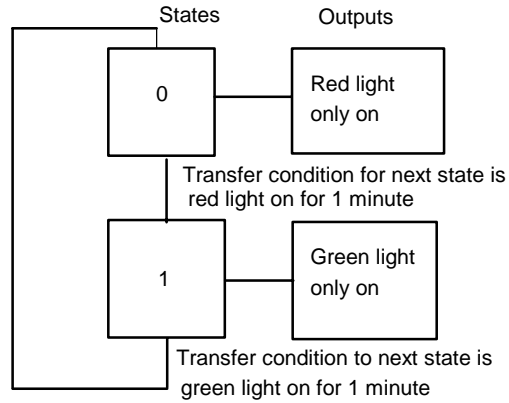 States Outputs
0
Red light
only on
Transfer condition for next state is
red light on for 1 minute
1
Green light
only on
Transfer condition to next state is
green light on for 1 minute